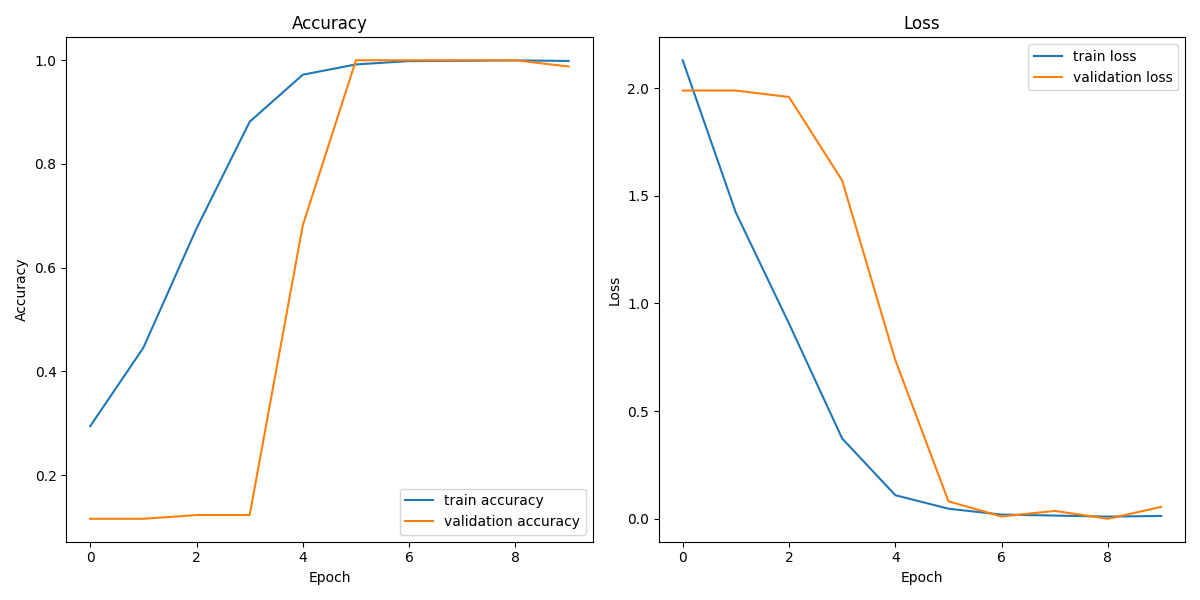 Accuracy
1.0
0.8
0.6
0.4
0.2
Accuracy
train accuracy
validation accuracy
0 2 4 6 8
Epoch
Loss
2.0
1.5
1.0
0.5
0.0
Loss
train loss
validation loss
0 2 4 6 8
Epoch